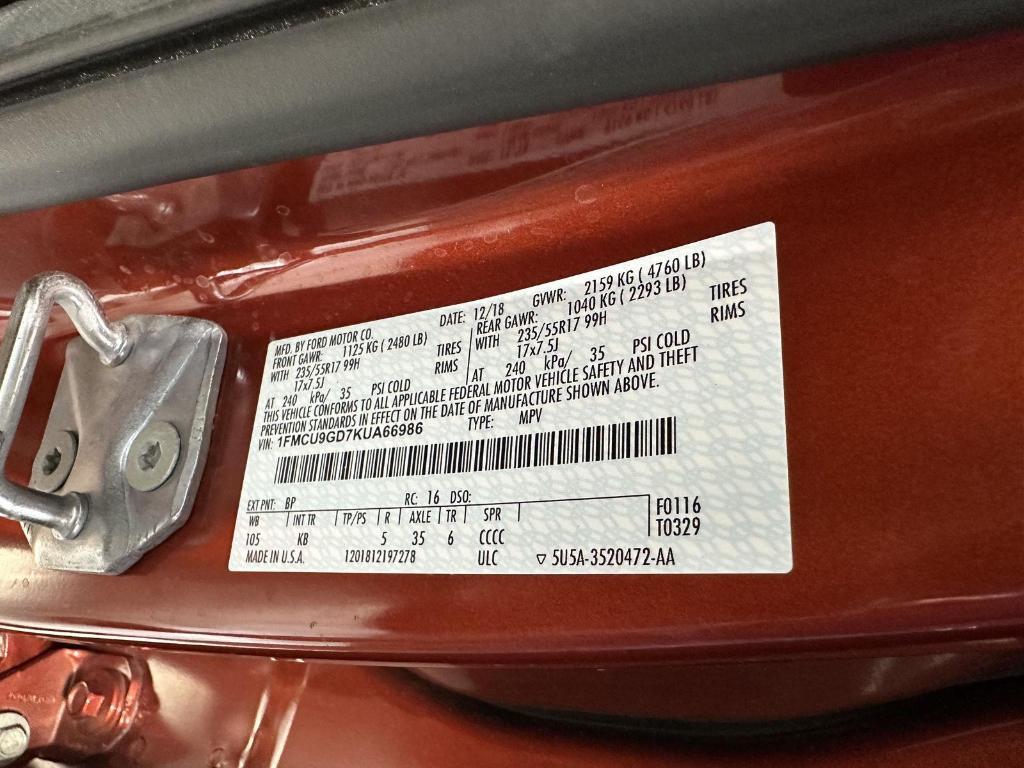 MFD. BY FORD MOTOR CO. DATE: 12/18 GVWR: 2159 KG ( 4760 LB)
FRONT GAWR: 1125 KG ( 2480 LB) REAR GAWR: 1040 KG ( 2293 LB)
WITH 235/55R17 99H TIRES WITH 235/55R17 99H TIRES
17x7.5J RIMS 17x7.5J RIMS
AT 240 kPa/ 35 PSI COLD AT 240 kPa/ 35 PSI COLD
THIS VEHICLE CONFORMS TO ALL APPLICABLE FEDERAL MOTOR VEHICLE SAFETY AND THEFT
PREVENTION STANDARDS IN EFFECT ON THE DATE OF MANUFACTURE SHOWN ABOVE.
VIN: 1FMCU9GD7KUA66986 TYPE: MPV
EXT PNT: BP RC: 16 DSO: F0116
WB INT TR TP/PS R AXLE TR SPR T0329
105 KB 5 35 6 CCCC
MADE IN U.S.A. 1201812197278 ULC ▽ 5U5A-3520472-AA